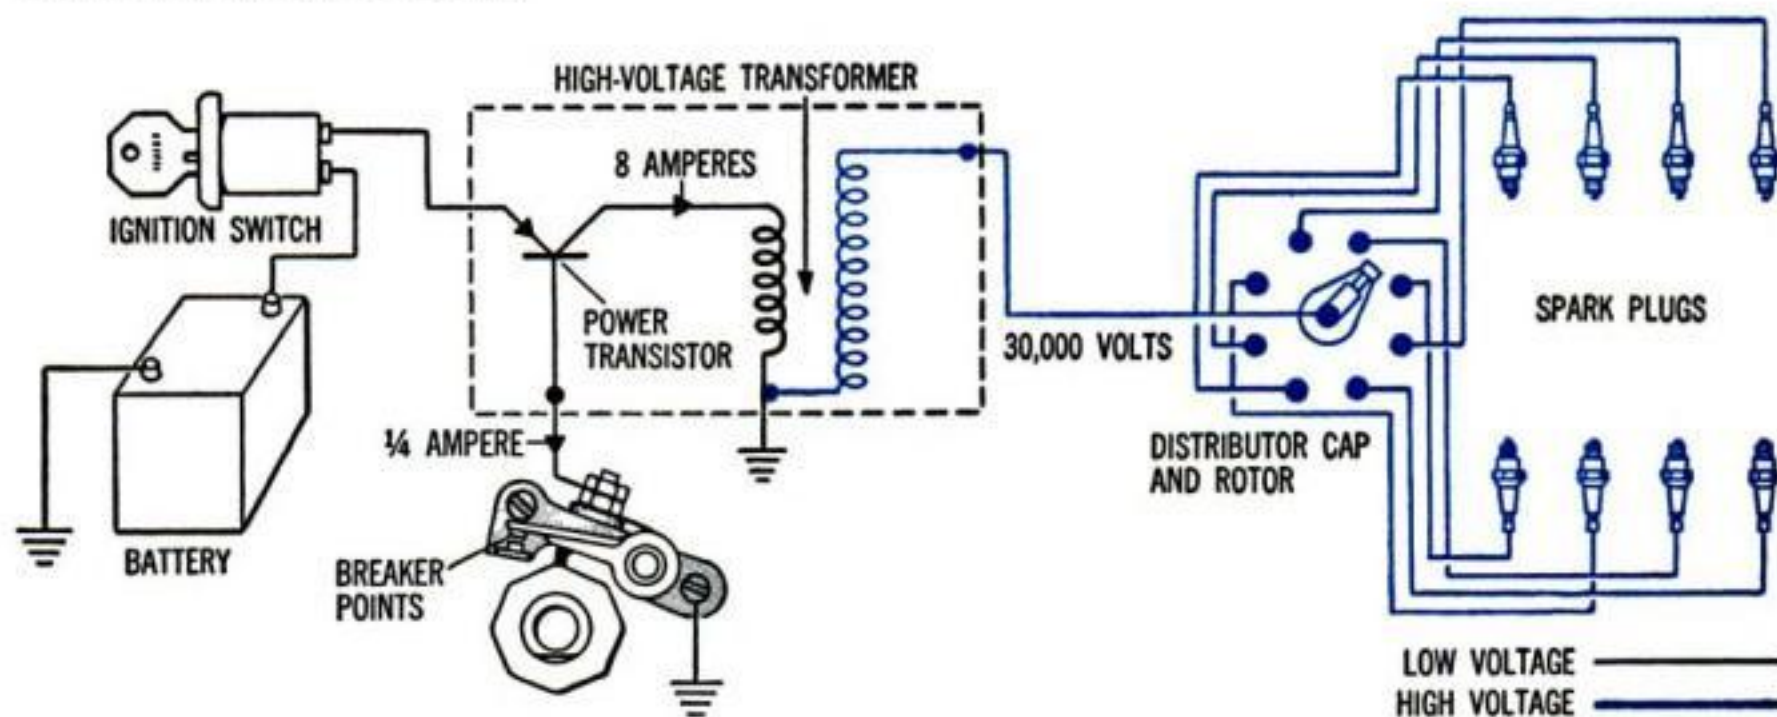 HIGH-VOLTAGE TRANSFORMER
8 AMPERES
IGNITION SWITCH
POWER
TRANSISTOR
SPARK PLUGS
30,000 VOLTS
¼ AMPERE
DISTRIBUTOR CAP
AND ROTOR
BATTERY
BREAKER
POINTS
LOW VOLTAGE
HIGH VOLTAGE